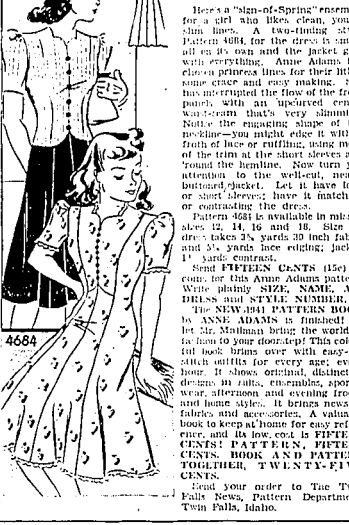 Here's a "sign-of-Spring" ensem
for a girl who likes clean, you
slim lines. A two-timing st
Pattern 4684, for the dress is
all on its own and the jacket g
with everything. Anne Adams
chosen princess lines for their litt
some grace and easy making.
has interrupted the flow of the fr
panels with an upcurved cen
waist-seam that's very slimmi
Notice the engaging shape of
neckline—you might edge it with
froth of lace or ruffling, using m
of the trim at the short sleeves a
'round the hemline. Now turn y
attention to the well-cut, nea
buttoned jacket. Let it have lo
or short sleeves; have it match
or contrasting the dress.
Pattern 4684 is available in mis
sizes 12, 14, 16 and 18. Size
dress takes 3⅞ yards 39 inch fab
and 5¼ yards lace edging; jack
yards contrast.
Send FIFTEEN CENTS (15c)
coins for this Anne Adams patte
Write plainly SIZE, NAME, A
DRESS and STYLE NUMBER.
The NEW 1941 PATTERN BOO
by ANNE ADAMS is finished!
let Mr. Mailman bring the world
fashion to your doorstep! This col
ful book brims over with easy-
stitch outfits for every age; ev
hour. It shows original, distinct
designs in suits, ensembles, spor
wear, afternoon and evening fro
and home styles. It brings news
fabrics and accessories. A valua
book to keep at home for easy ref
ence, and its low cost is FIFTE
CENTS! PATTERN, FIFTE
CENTS. BOOK AND PATTE
TOGETHER, TWENTY-FIV
CENTS.
Send your order to The T
Falls News, Pattern Departme
Twin Falls, Idaho.
4684